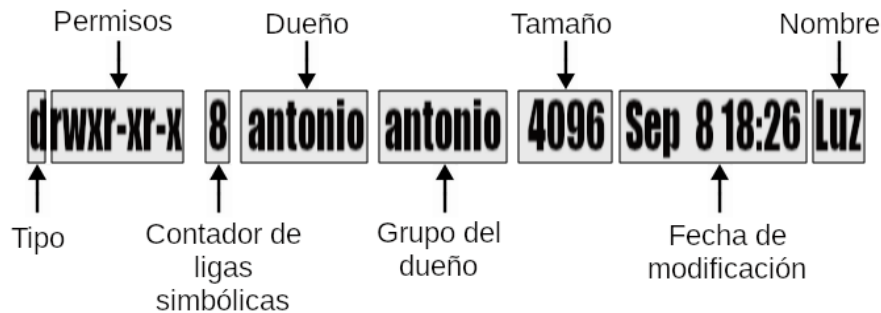 Permisos Dueño Tamaño Nombre
drwxr-xr-x 8 antonio antonio 4096 Sep 8 18:26 Luz
Tipo
Contador de
ligas
simbólicas
Grupo del
dueño
Fecha de
modificación